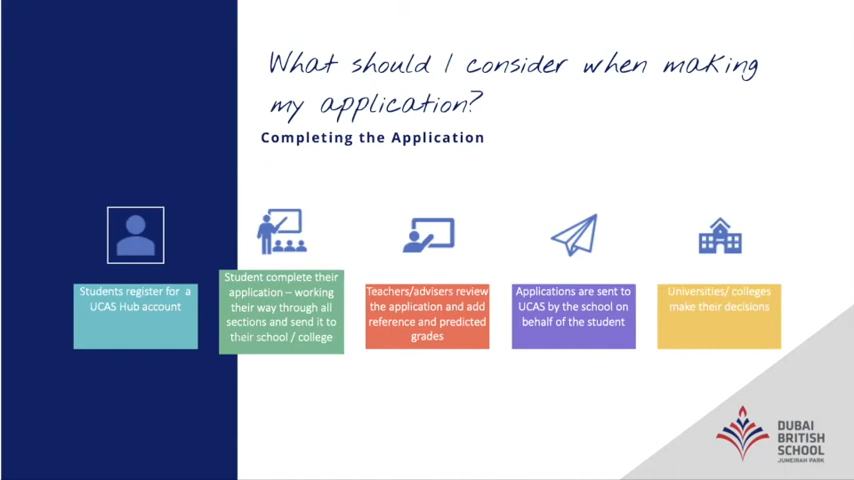 What should I consider when making
my application?
Completing the Application
Students register for a
UCAS Hub account
Student complete their
application – working
their way through all
sections and send it to
their school / college
Teachers/advisers review
the application and add
reference and predicted
grades
Applications are sent to
UCAS by the school on
behalf of the student
Universities/ colleges
make their decisions
DUBAI
BRITISH
SCHOOL
JUMEIRAH PARK